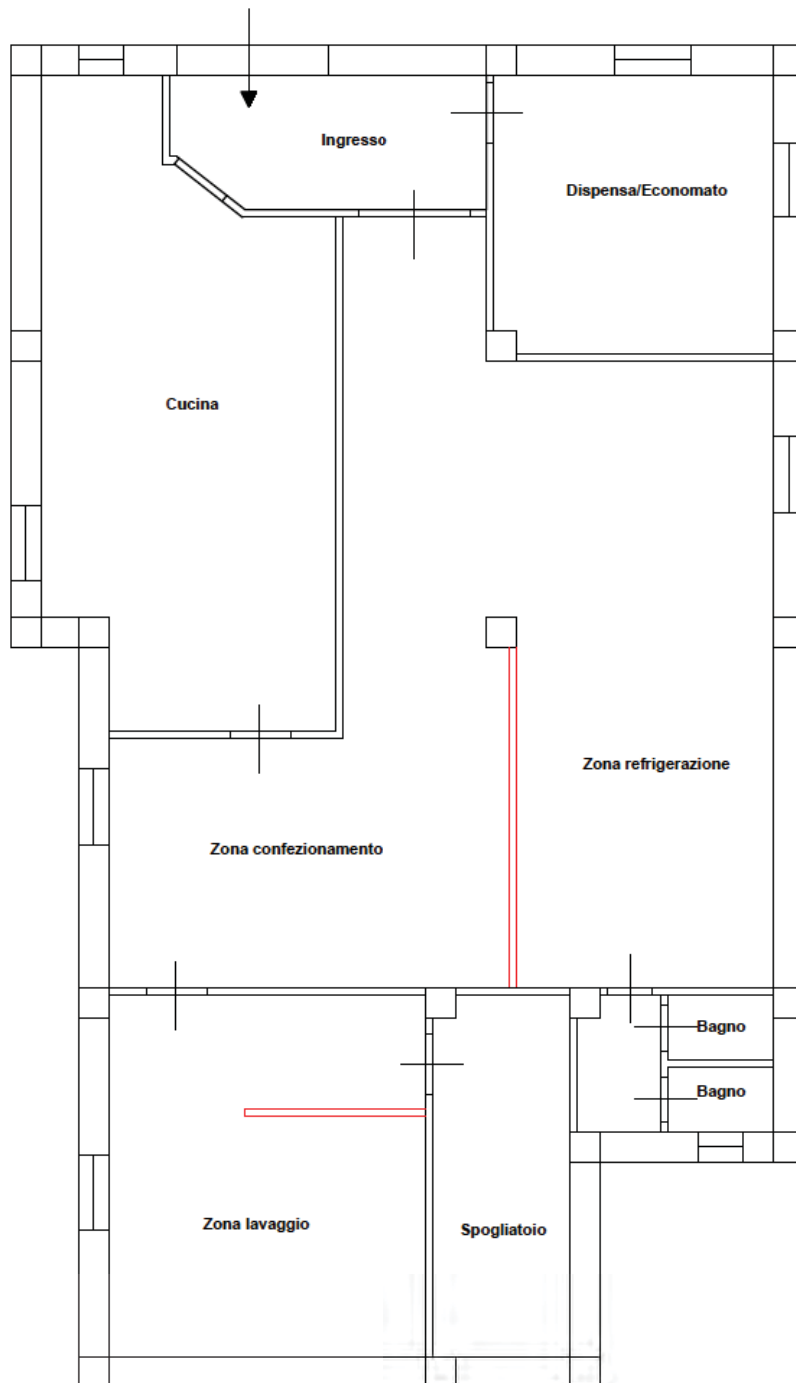 Ingresso
Dispensa/Economato
Cucina
Zona refrigerazione
Zona confezionamento
Bagno
Bagno
Zona lavaggio
Spogliatoio